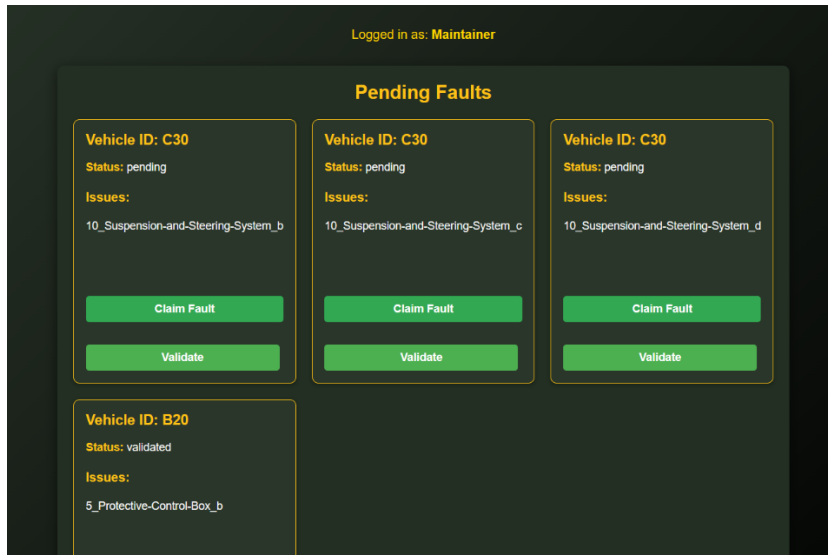 Logged in as: Maintainer
Pending Faults
Vehicle ID: C30
Status: pending
Issues:
10_Suspension-and-Steering-System_b
Claim Fault
Validate
Vehicle ID: C30
Status: pending
Issues:
10_Suspension-and-Steering-System_c
Claim Fault
Validate
Vehicle ID: C30
Status: pending
Issues:
10_Suspension-and-Steering-System_d
Claim Fault
Validate
Vehicle ID: B20
Status: validated
Issues:
5_Protective-Control-Box_b